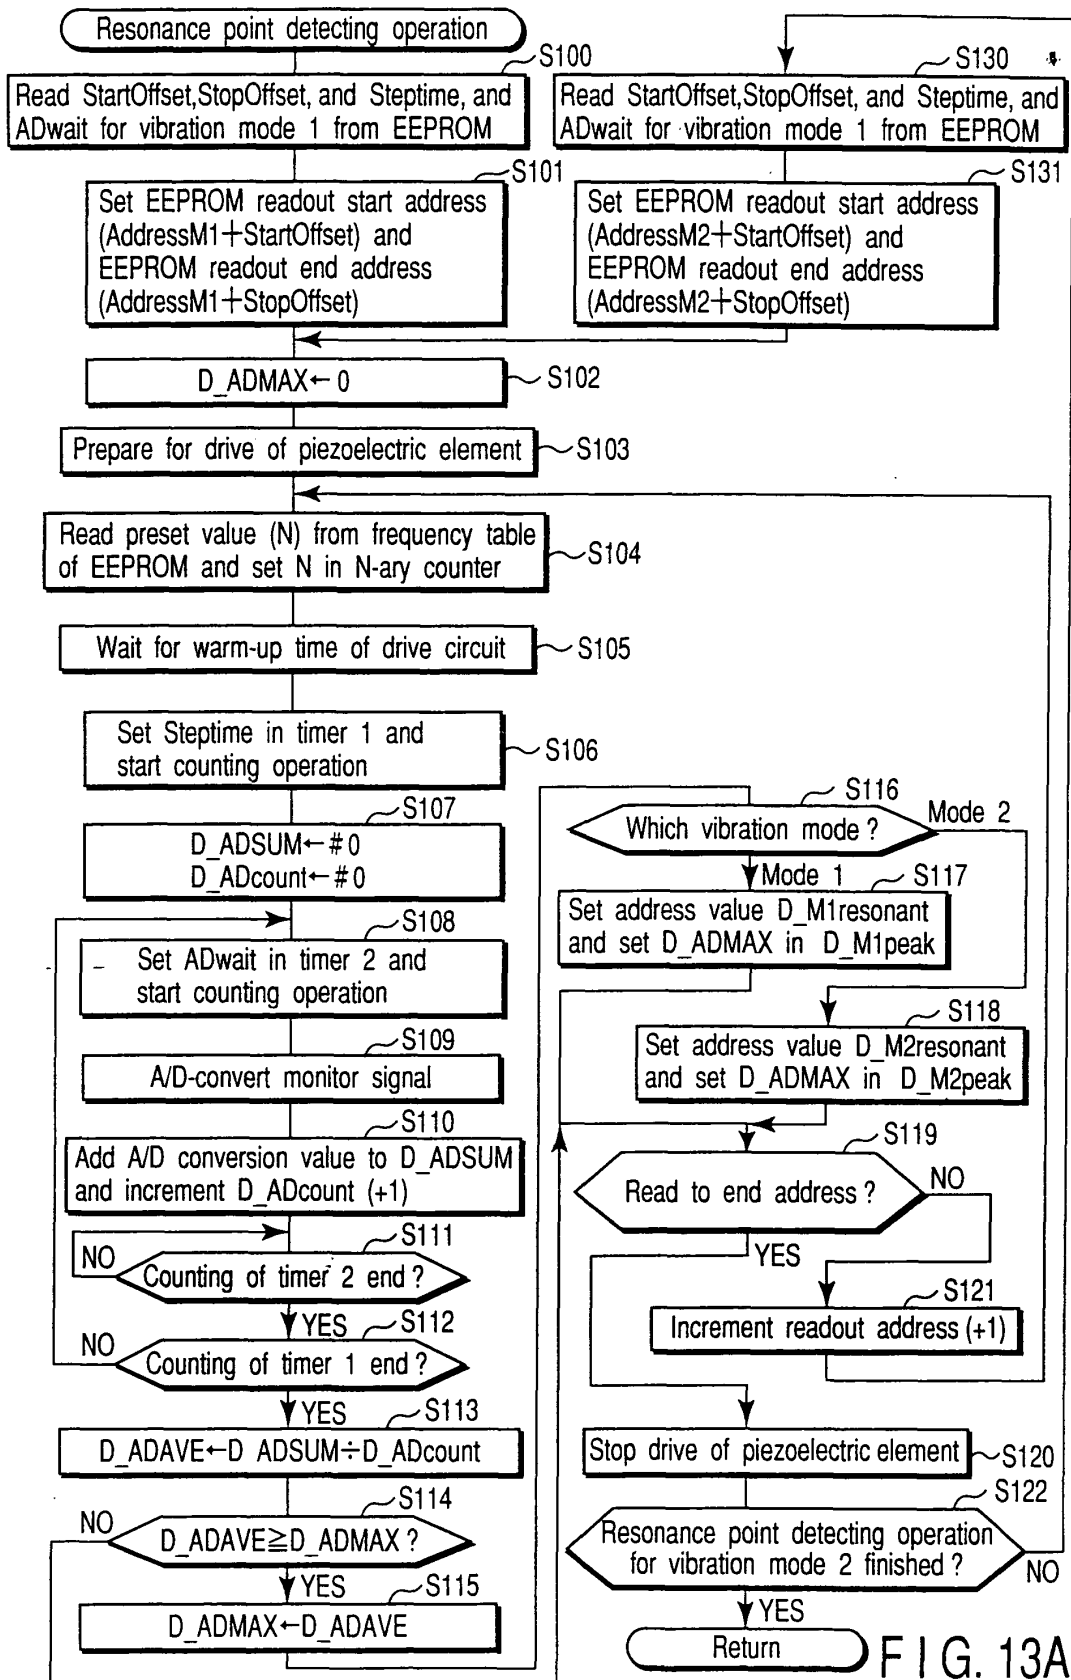 Resonance point detecting operation
S100
Read StartOffset,StopOffset, and Steptime, and
ADwait for vibration mode 1 from EEPROM
S101
Set EEPROM readout start address
(AddressM1+StartOffset) and
EEPROM readout end address
(AddressM1+StopOffset)
S130
Read StartOffset,StopOffset, and Steptime, and
ADwait for vibration mode 1 from EEPROM
S131
Set EEPROM readout start address
(AddressM2+StartOffset) and
EEPROM readout end address
(AddressM2+StopOffset)
D_ADMAX←0
S102
Prepare for drive of piezoelectric element
S103
Read preset value (N) from frequency table
of EEPROM and set N in N-ary counter
S104
Wait for warm-up time of drive circuit
S105
Set Steptime in timer 1 and
start counting operation
S106
S107
D_ADSUM←#0
D_ADcount←#0
S108
Set ADwait in timer 2 and
start counting operation
S109
A/D-convert monitor signal
S110
Add A/D conversion value to D_ADSUM
and increment D_ADcount (+1)
S111
NO
Counting of timer 2 end?
YES
S112
NO
Counting of timer 1 end?
YES
S113
D_ADAVE←D ADSUM÷D_ADcount
S114
NO
D_ADAVE≧D_ADMAX?
YES
S115
D_ADMAX←D_ADAVE
S116
Which vibration mode?
Mode 2
Mode 1
S117
Set address value D_M1resonant
and set D_ADMAX in D_M1peak
S118
Set address value D_M2resonant
and set D_ADMAX in D_M2peak
S119
Read to end address?
NO
YES
S121
Increment readout address (+1)
Stop drive of piezoelectric element
S120
S122
Resonance point detecting operation
for vibration mode 2 finished?
NO
YES
Return
FIG. 13A